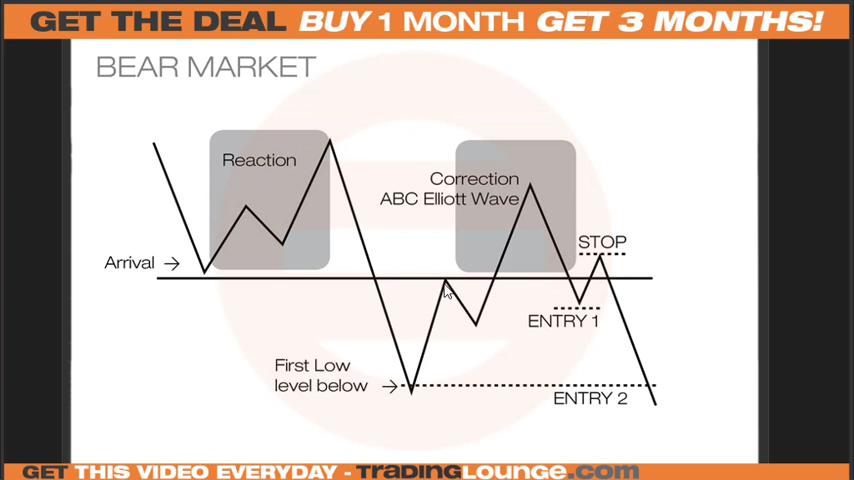 GET THE DEAL BUY 1 MONTH GET 3 MONTHS!
BEAR MARKET
Reaction
Correction
ABC Elliott Wave
Arrival →
STOP
ENTRY 1
First Low
level below →
ENTRY 2
GET THIS VIDEO EVERYDAY - TradingLounge.com